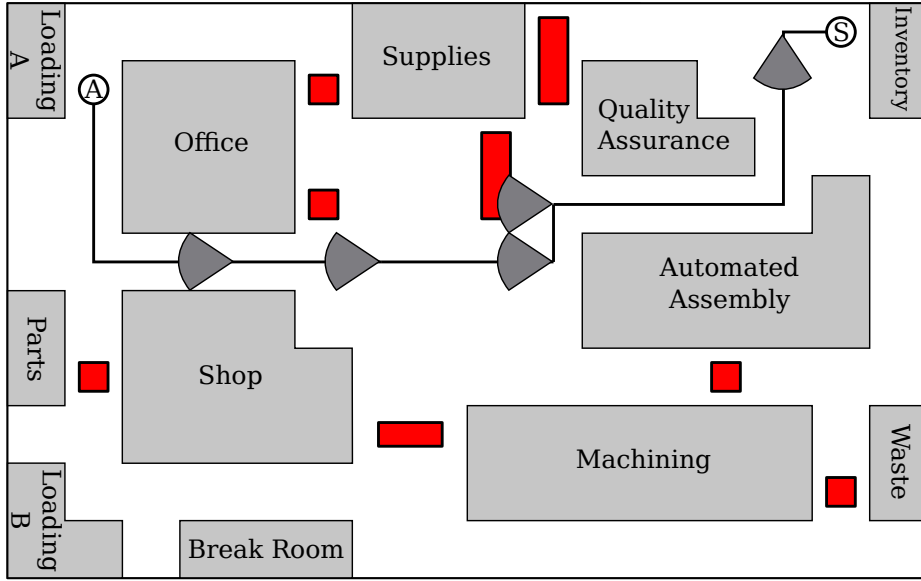 Loading
A
A
Office
Supplies
Quality
Assurance
S
Inventory
Automated
Assembly
Parts
Shop
Machining
Waste
Loading
B
Break Room